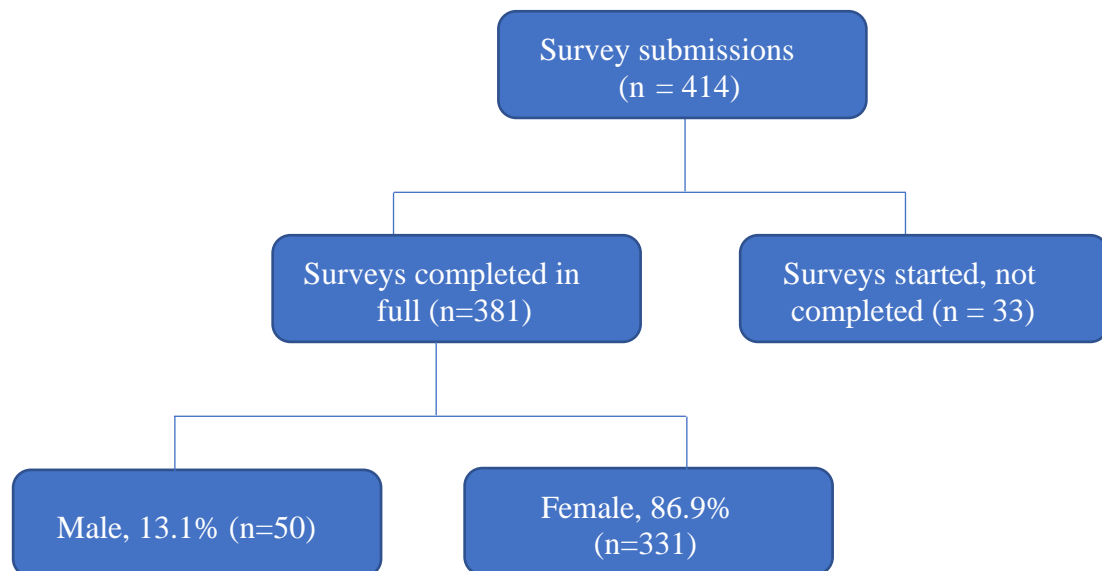 Survey submissions
(n = 414)
Surveys completed in
full (n=381)
Surveys started, not
completed (n = 33)
Male, 13.1% (n=50)
Female, 86.9%
(n=331)